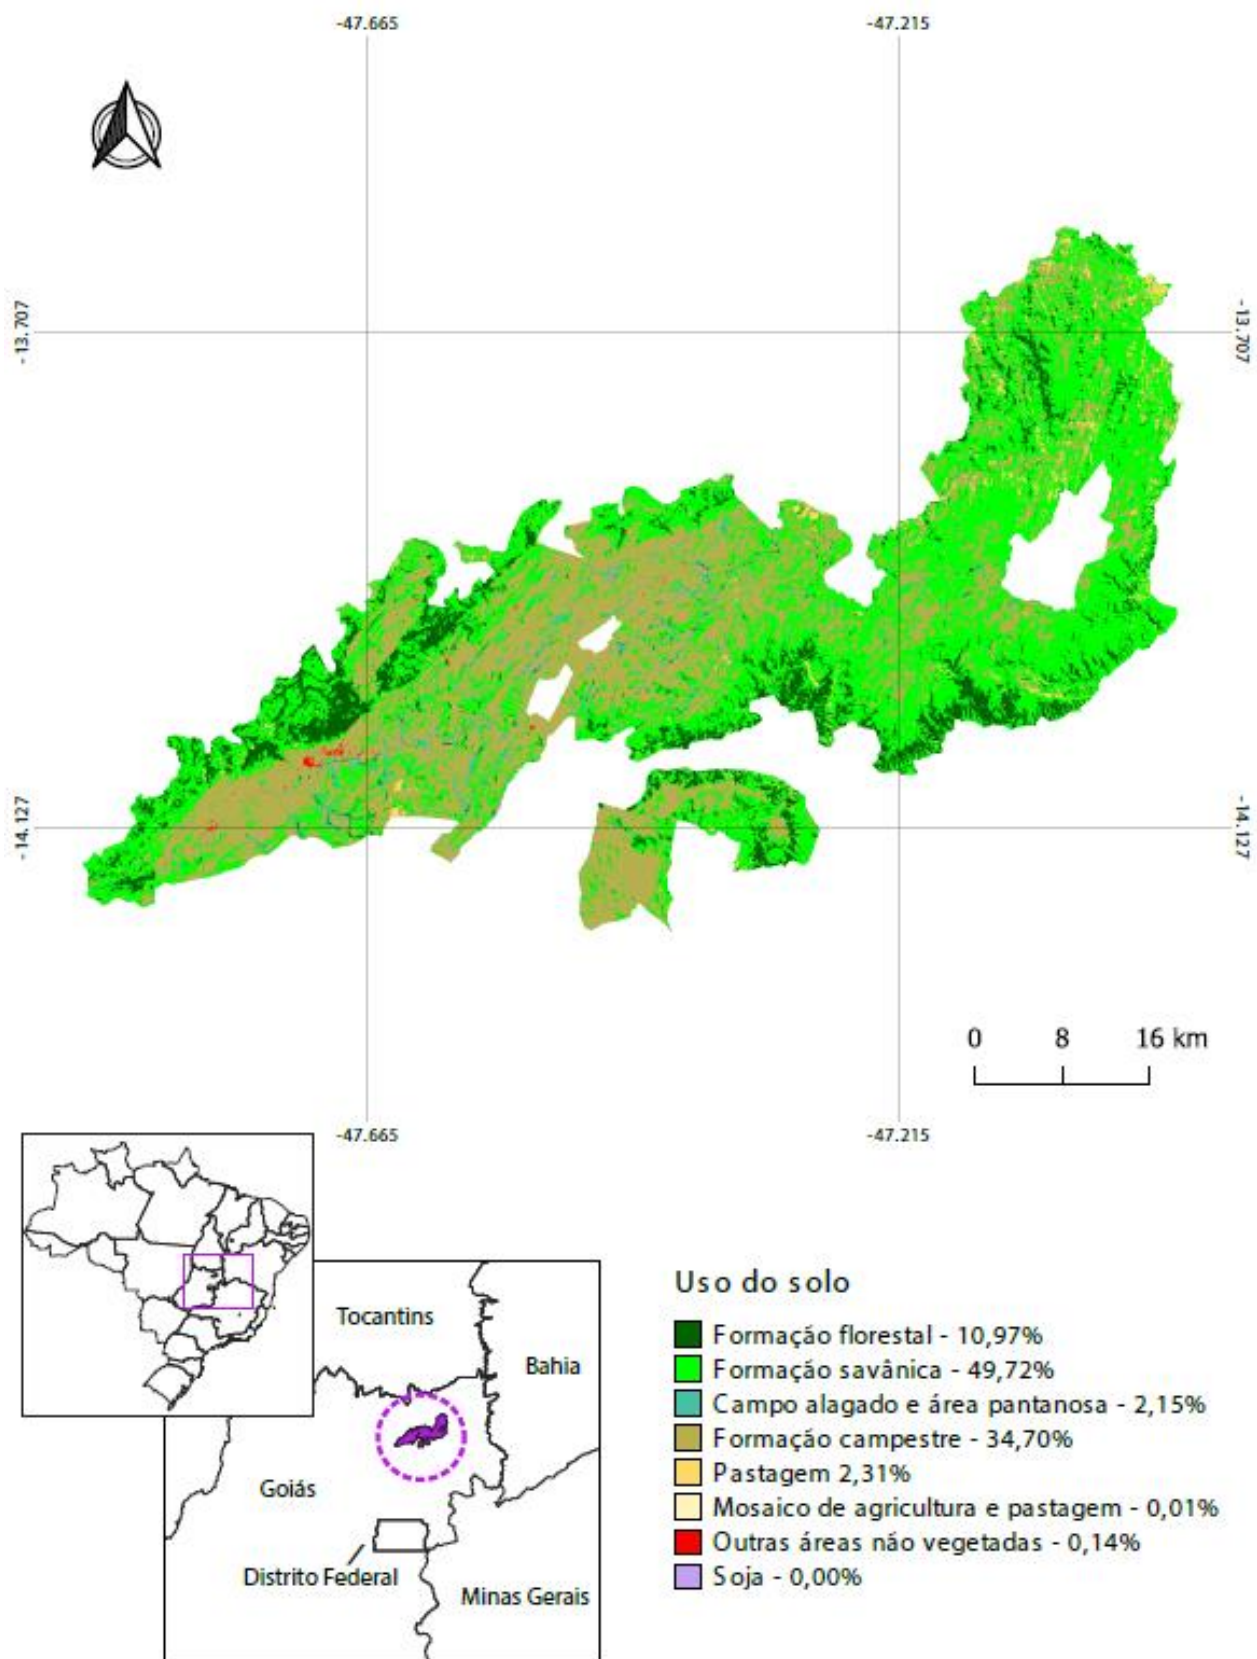 -47.665
-47.215
-13.707
-13.707
-14.127
-14.127
0 8 16 km
-47.665
-47.215
Tocantins
Bahia
Goiás
Distrito Federal
Minas Gerais
Uso do solo
Formação florestal - 10,97%
Formação savânica - 49,72%
Campo alagado e área pantanosa - 2,15%
Formação campestre - 34,70%
Pastagem 2,31%
Mosaico de agricultura e pastagem - 0,01%
Outras áreas não vegetadas - 0,14%
Soja - 0,00%